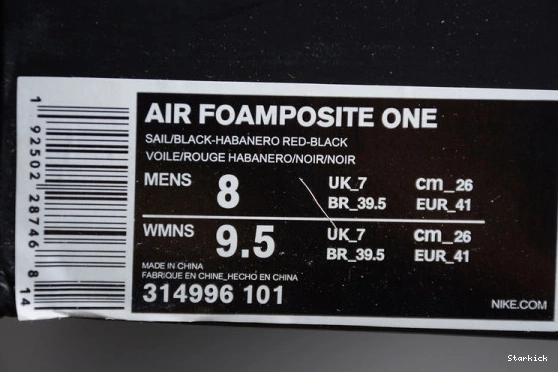 AIR FOAMPOSITE ONE
SAIL/BLACK-HABANERO RED-BLACK
VOILE/ROUGE HABANERO/NOIR/NOIR
MENS 8 UK_7 cm_26
BR_39.5 EUR_41
WMNS 9.5 UK_7 cm_26
BR_39.5 EUR_41
MADE IN CHINA
FABRIQUE EN CHINE_HECHO EN CHINA
314996 101
NIKE.COM
1 92502 28746 8 14
Starkick